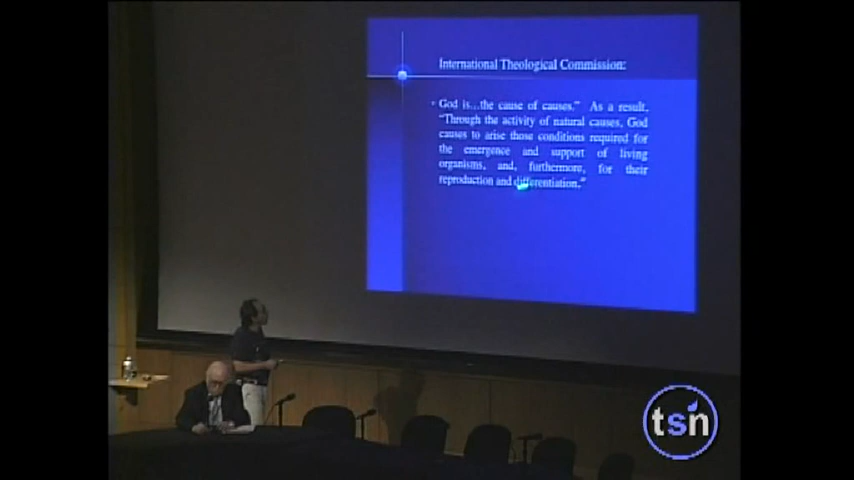 International Theological Commission:
• God is...the cause of causes." As a result,
"Through the activity of natural causes, God
causes to arise those conditions required for
the emergence and support of living
organisms, and, furthermore, for their
reproduction and differentiation."
tsn